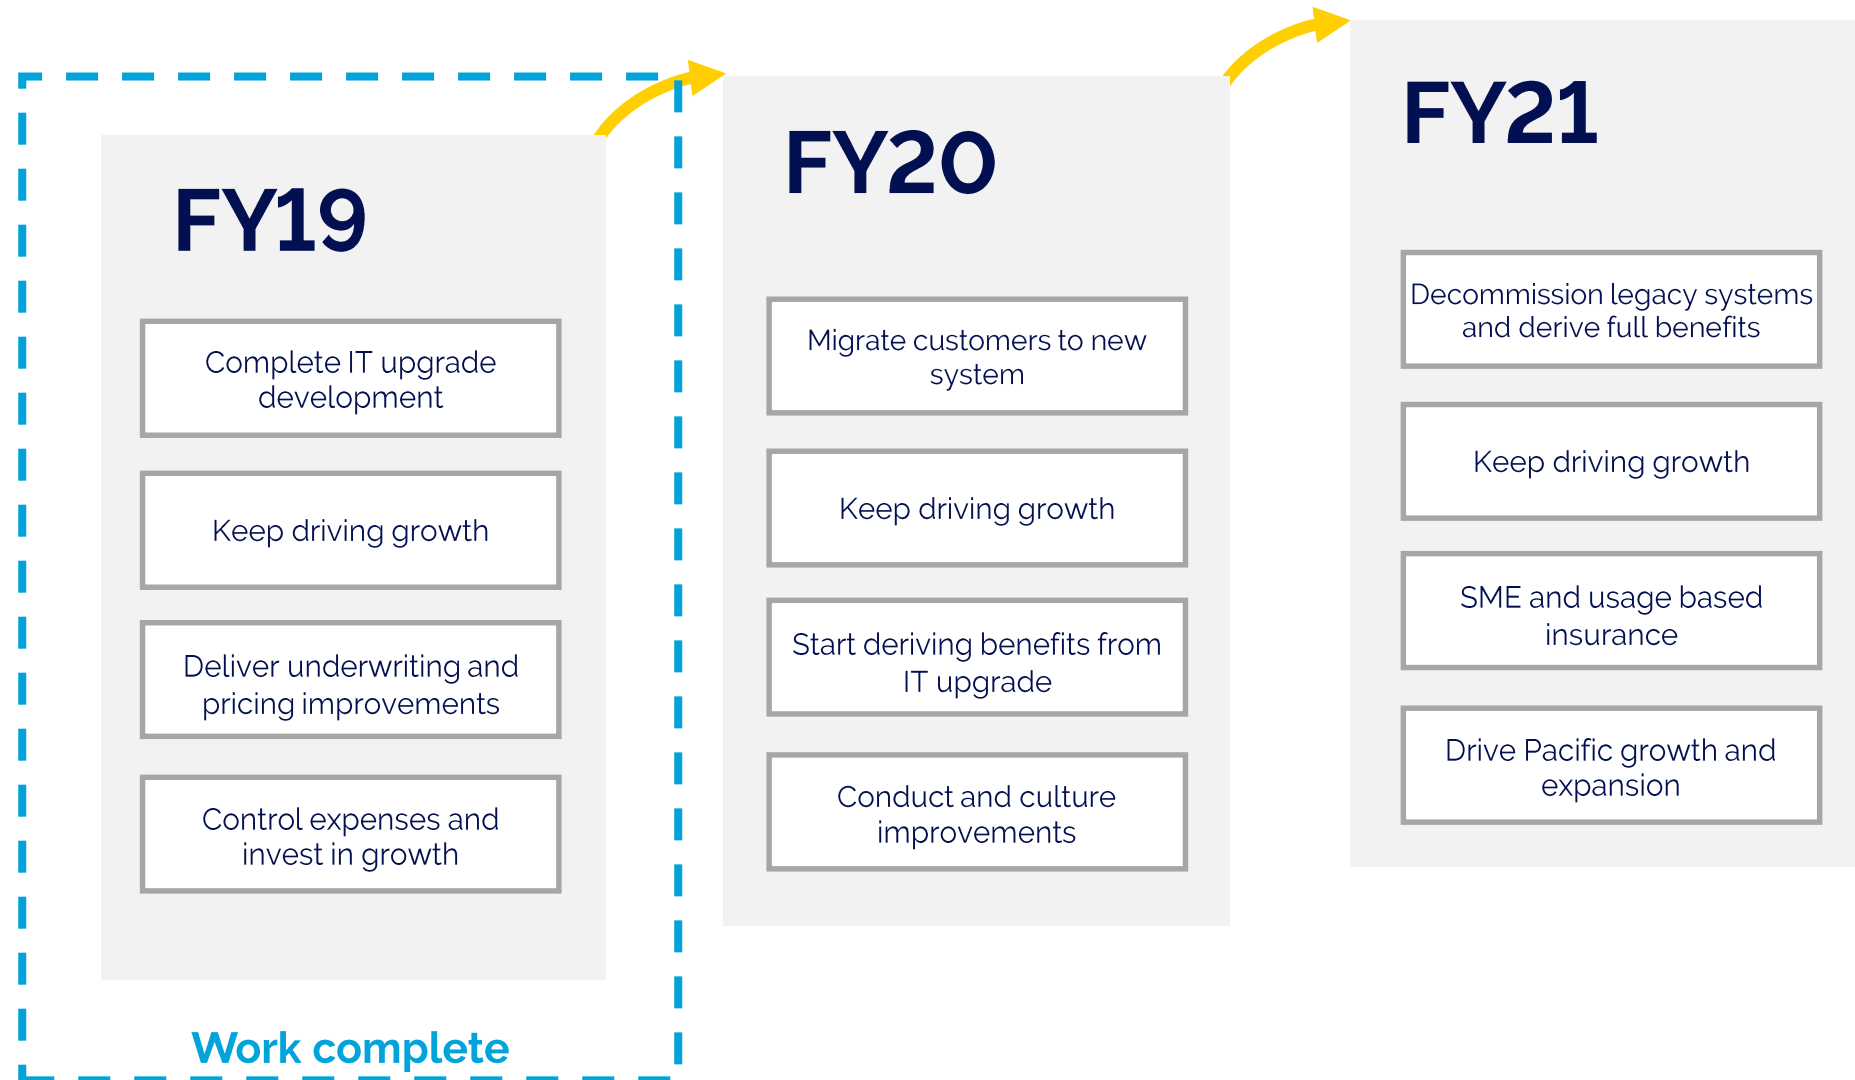 FY19
Complete IT upgrade
development
Keep driving growth
Deliver underwriting and
pricing improvements
Control expenses and
invest in growth
Work complete
FY20
Migrate customers to new
system
Keep driving growth
Start deriving benefits from
IT upgrade
Conduct and culture
improvements
FY21
Decommission legacy systems
and derive full benefits
Keep driving growth
SME and usage based
insurance
Drive Pacific growth and
expansion